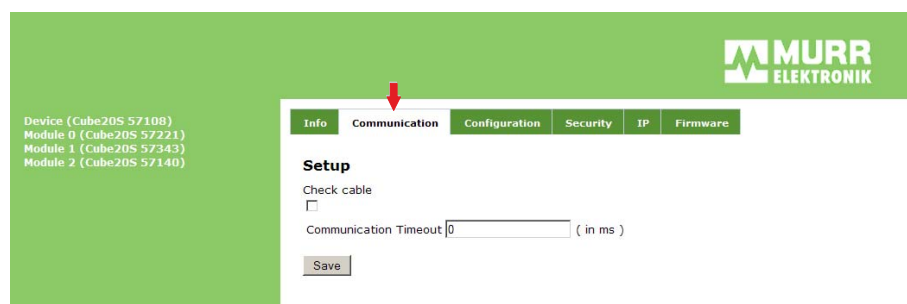 MURR
ELEKTRONIK
Device (Cube20S 57108)
Module 0 (Cube20S 57221)
Module 1 (Cube20S 57343)
Module 2 (Cube20S 57140)
Info Communication Configuration Security IP Firmware
Setup
Check cable
Communication Timeout 0 ( in ms )
Save